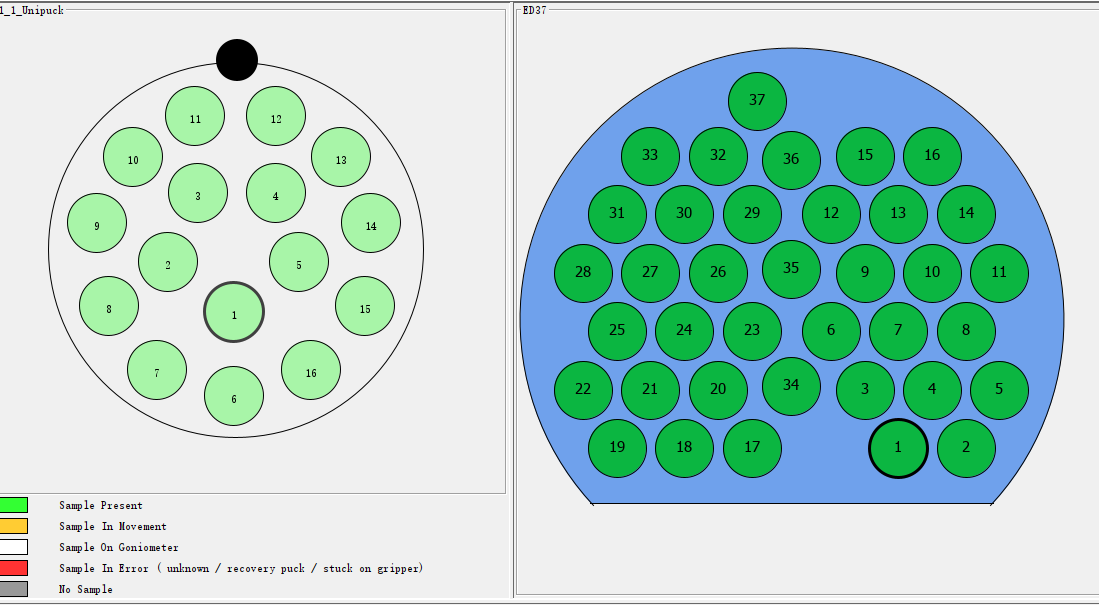 1_1_Unipuck
ED37
11 12
10 13
3 4
9 14
2 5
8 1 15
7 16
6
37
33 32 36 15 16
31 30 29 12 13 14
28 27 26 35 9 10 11
25 24 23 6 7 8
22 21 20 34 3 4 5
19 18 17 1 2
Sample Present
Sample In Movement
Sample On Goniometer
Sample In Error ( unknown / recovery puck / stuck on gripper)
No Sample